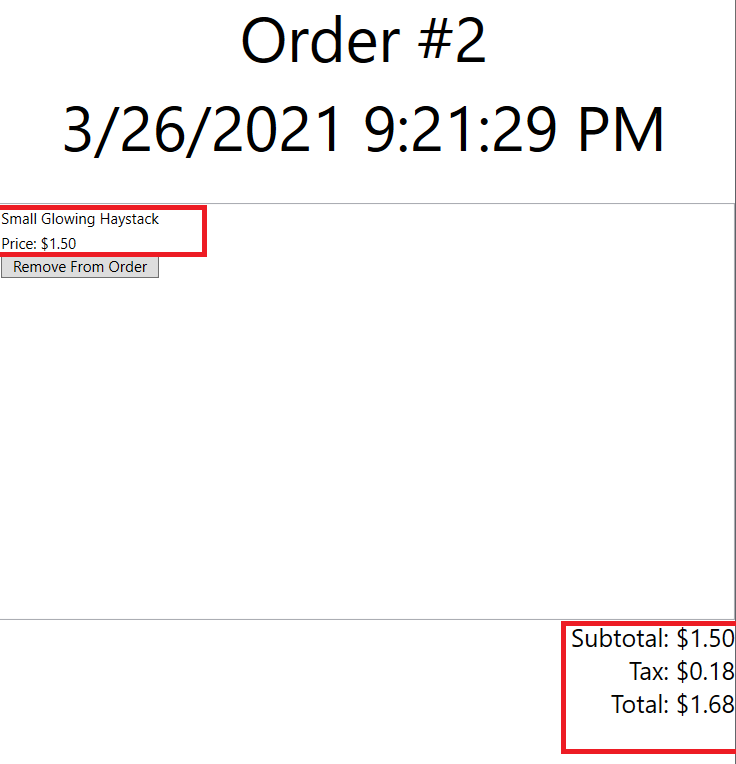 Order #2
3/26/2021 9:21:29 PM
Small Glowing Haystack
Price: $1.50
Remove From Order
Subtotal: $1.50
Tax: $0.18
Total: $1.68